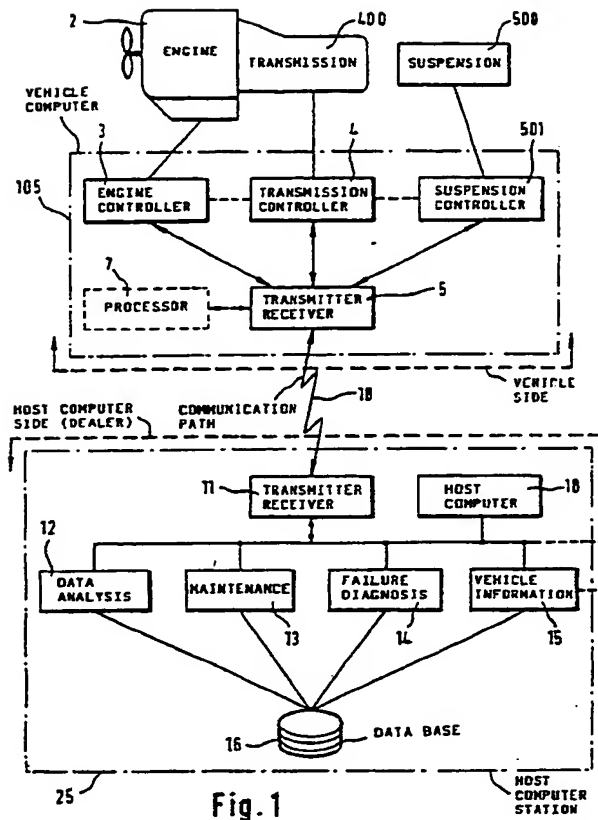 2
400
500
ENGINE
TRANSMISSION
SUSPENSION
VEHICLE
COMPUTER
3
4
501
105
ENGINE
CONTROLLER
TRANSMISSION
CONTROLLER
SUSPENSION
CONTROLLER
7
5
PROCESSOR
TRANSMITTER
RECEIVER
VEHICLE
SIDE
COMMUNICATION
PATH
10
HOST COMPUTER
SIDE (DEALER)
11
TRANSMITTER
RECEIVER
HOST
COMPUTER
18
12
DATA
ANALYSIS
MAINTENANCE
FAILURE
DIAGNOSIS
VEHICLE
INFORMATION
13
14
15
16
DATA BASE
25
HOST
COMPUTER
STATION
Fig. 1